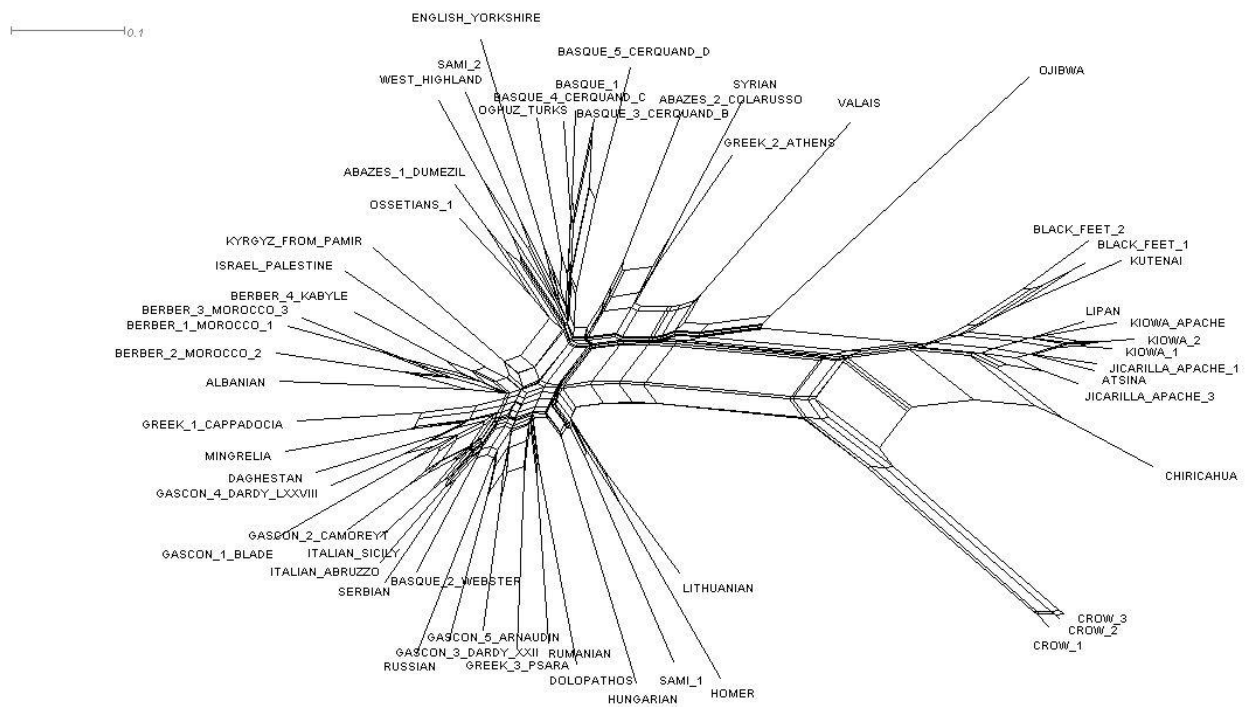 ENGLISH_YORKSHIRE
0.1
BASQUE_5_CERQUAND_D
SAMI_2
WEST_HIGHLAND
OJIBWA
BASQUE_1
SYRIAN
BASQUE_4_CERQUAND_C
ABAZES_2_COLARUSSO
VALAIS
OGHUZ_TURKS
BASQUE_3_CERQUAND_B
GREEK_2_ATHENS
ABAZES_1_DUMEZIL
OSSETIANS_1
BLACK_FEET_2
KYRGYZ_FROM_PAMIR
BLACK_FEET_1
KUTENAI
ISRAEL_PALESTINE
BERBER_4_KABYLE
BERBER_3_MOROCCO_3
LIPAN
BERBER_1_MOROCCO_1
KIOWA_APACHE
KIOWA_2
BERBER_2_MOROCCO_2
KIOWA_1
JICARILLA_APACHE_1
ALBANIAN
ATSINA
JICARILLA_APACHE_3
GREEK_1_CAPPADOCIA
MINGRELIA
DAGHESTAN
CHIRICAHUA
GASCON_4_DARDY_LXXVIII
GASCON_2_CAMOREYT
GASCON_1_BLADE
ITALIAN_SICILY
ITALIAN_ABRUZZO
BASQUE_2_WEBSTER
SERBIAN
LITHUANIAN
CROW_3
CROW_2
CROW_1
GASCON_5_ARNAUDIN
GASCON_3_DARDY_XXII
RUMANIAN
RUSSIAN
GREEK_3_PSARA
DOLOPATHOS
SAMI_1
HOMER
HUNGARIAN